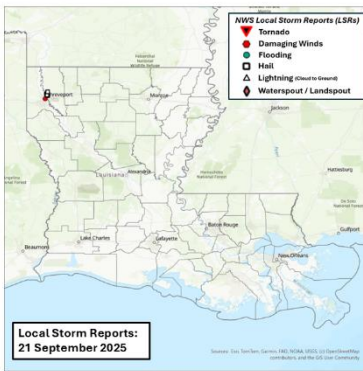 NWS Local Storm Reports (LSRs)
Tornado
Damaging Winds
Flooding
Hail
Lightning (Cloud to Ground)
Waterspout / Landspout
Shreveport
Monroe
Jackson
Hattiesburg
Louisiana
Alexandria
Gulfport
Baton Rouge
Beaumont
Lake Charles
Lafayette
New Orleans
Local Storm Reports:
21 September 2025
Sources: Esri, TomTom, Garmin, FAO, NOAA, USGS, (c) OpenStreetMap
contributors, and the GIS User Community